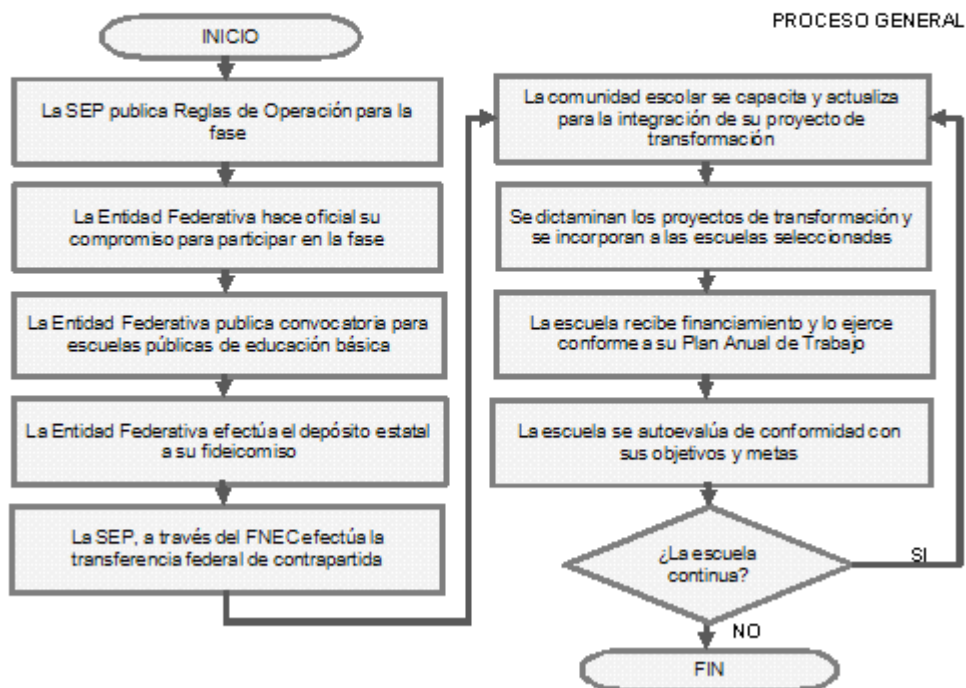 PROCESO GENERAL
INICIO
La SEP publica Reglas de Operación para la
fase
La Entidad Federativa hace oficial su
compromiso para participar en la fase
La Entidad Federativa publica convocatoria para
escuelas públicas de educación básica
La Entidad Federativa efectúa el depósito estatal
a su fideicomiso
La SEP, a través del FNEC efectúa la
transferencia federal de contrapartida
La comunidad escolar se capacita y actualiza
para la integración de su proyecto de
transformación
Se dictaminan los proyectos de transformación y
se incorporan a las escuelas seleccionadas
La escuela recibe financiamiento y lo ejerce
conforme a su Plan Anual de Trabajo
La escuela se autoevalúa de conformidad con
sus objetivos y metas
¿La escuela
continua?
SI
NO
FIN